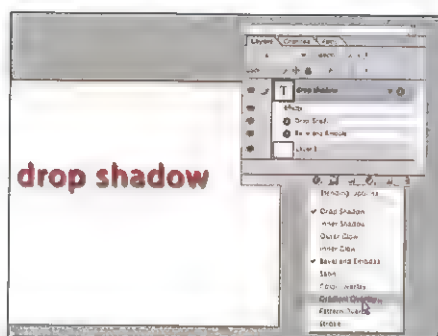 Layers
drop shadow
drop shadow
Effects
Drop Shadow
Bevel and Emboss
Layer 1
Blending Options
Drop Shadow
Inner Shadow
Outer Glow
Inner Glow
Bevel and Emboss
Satin
Color Overlay
Gradient Overlay
Pattern Overlay
Stroke